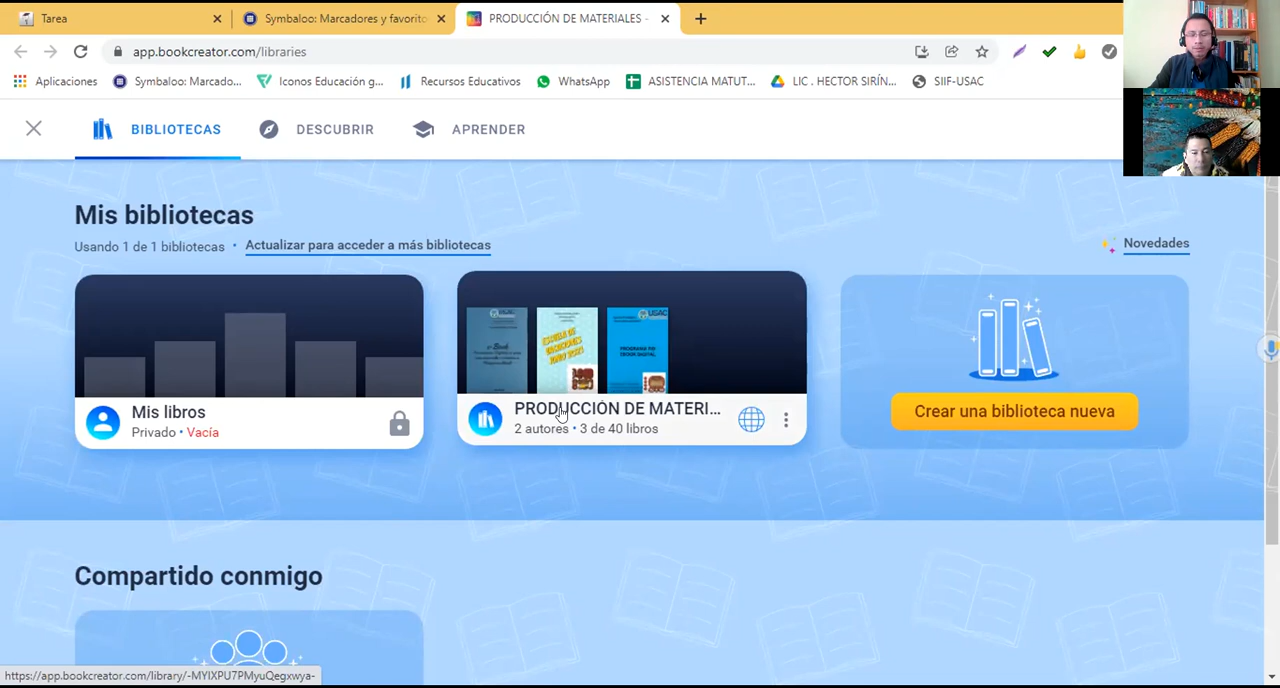 Tarea
Symbaloo: Marcadores y favorito
PRODUCCIÓN DE MATERIALES -
app.bookcreator.com/libraries
Aplicaciones
Symbaloo: Marcado...
Iconos Educación g...
Recursos Educativos
WhatsApp
ASISTENCIA MATUT...
LIC . HECTOR SIRÍN...
SIIF-USAC
BIBLIOTECAS
DESCUBRIR
APRENDER
Mis bibliotecas
Usando 1 de 1 bibliotecas • Actualizar para acceder a más bibliotecas
Novedades
USAC
Mis libros
Privado • Vacía
PRODUCCIÓN DE MATERI...
2 autores • 3 de 40 libros
Crear una biblioteca nueva
Compartido conmigo
https://app.bookcreator.com/library/-MYIXPU7PMyuQegxwya-